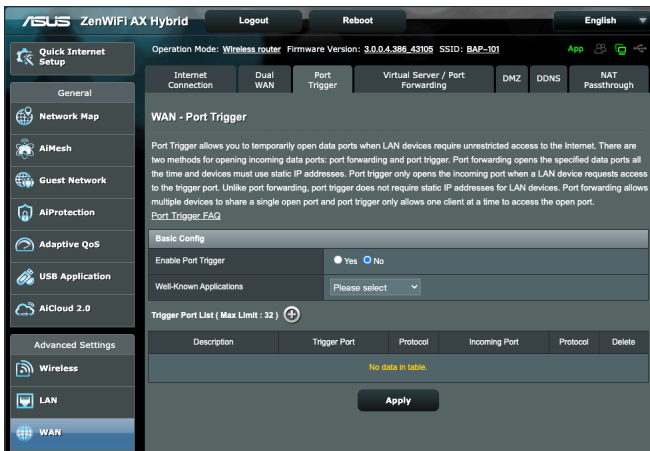 ASUS ZenWiFi AX Hybrid Logout Reboot English
Quick Internet Setup
Operation Mode: Wireless router Firmware Version: 3.0.0.4.386_43105 SSID: BAP-101 App
General
Network Map
AiMesh
Guest Network
AiProtection
Adaptive QoS
USB Application
AiCloud 2.0
Advanced Settings
Wireless
LAN
WAN
Internet Connection Dual WAN Port Trigger Virtual Server / Port Forwarding DMZ DDNS NAT Passthrough
WAN - Port Trigger
Port Trigger allows you to temporarily open data ports when LAN devices require unrestricted access to the Internet. There are
two methods for opening incoming data ports: port forwarding and port trigger. Port forwarding opens the specified data ports all
the time and devices must use static IP addresses. Port trigger only opens the incoming port when a LAN device requests access
to the trigger port. Unlike port forwarding, port trigger does not require static IP addresses for LAN devices. Port forwarding allows
multiple devices to share a single open port and port trigger only allows one client at a time to access the open port.
Port Trigger FAQ
Basic Config
Enable Port Trigger Yes No
Well-Known Applications Please select
Trigger Port List ( Max Limit : 32 )
Description Trigger Port Protocol Incoming Port Protocol Delete
No data in table.
Apply